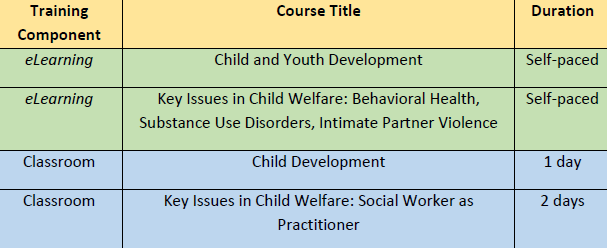 Training Component Course Title Duration
eLearning Child and Youth Development Self-paced
eLearning Key Issues in Child Welfare: Behavioral Health, Self-paced
Substance Use Disorders, Intimate Partner Violence
Classroom Child Development 1 day
Classroom Key Issues in Child Welfare: Social Worker as 2 days
Practitioner